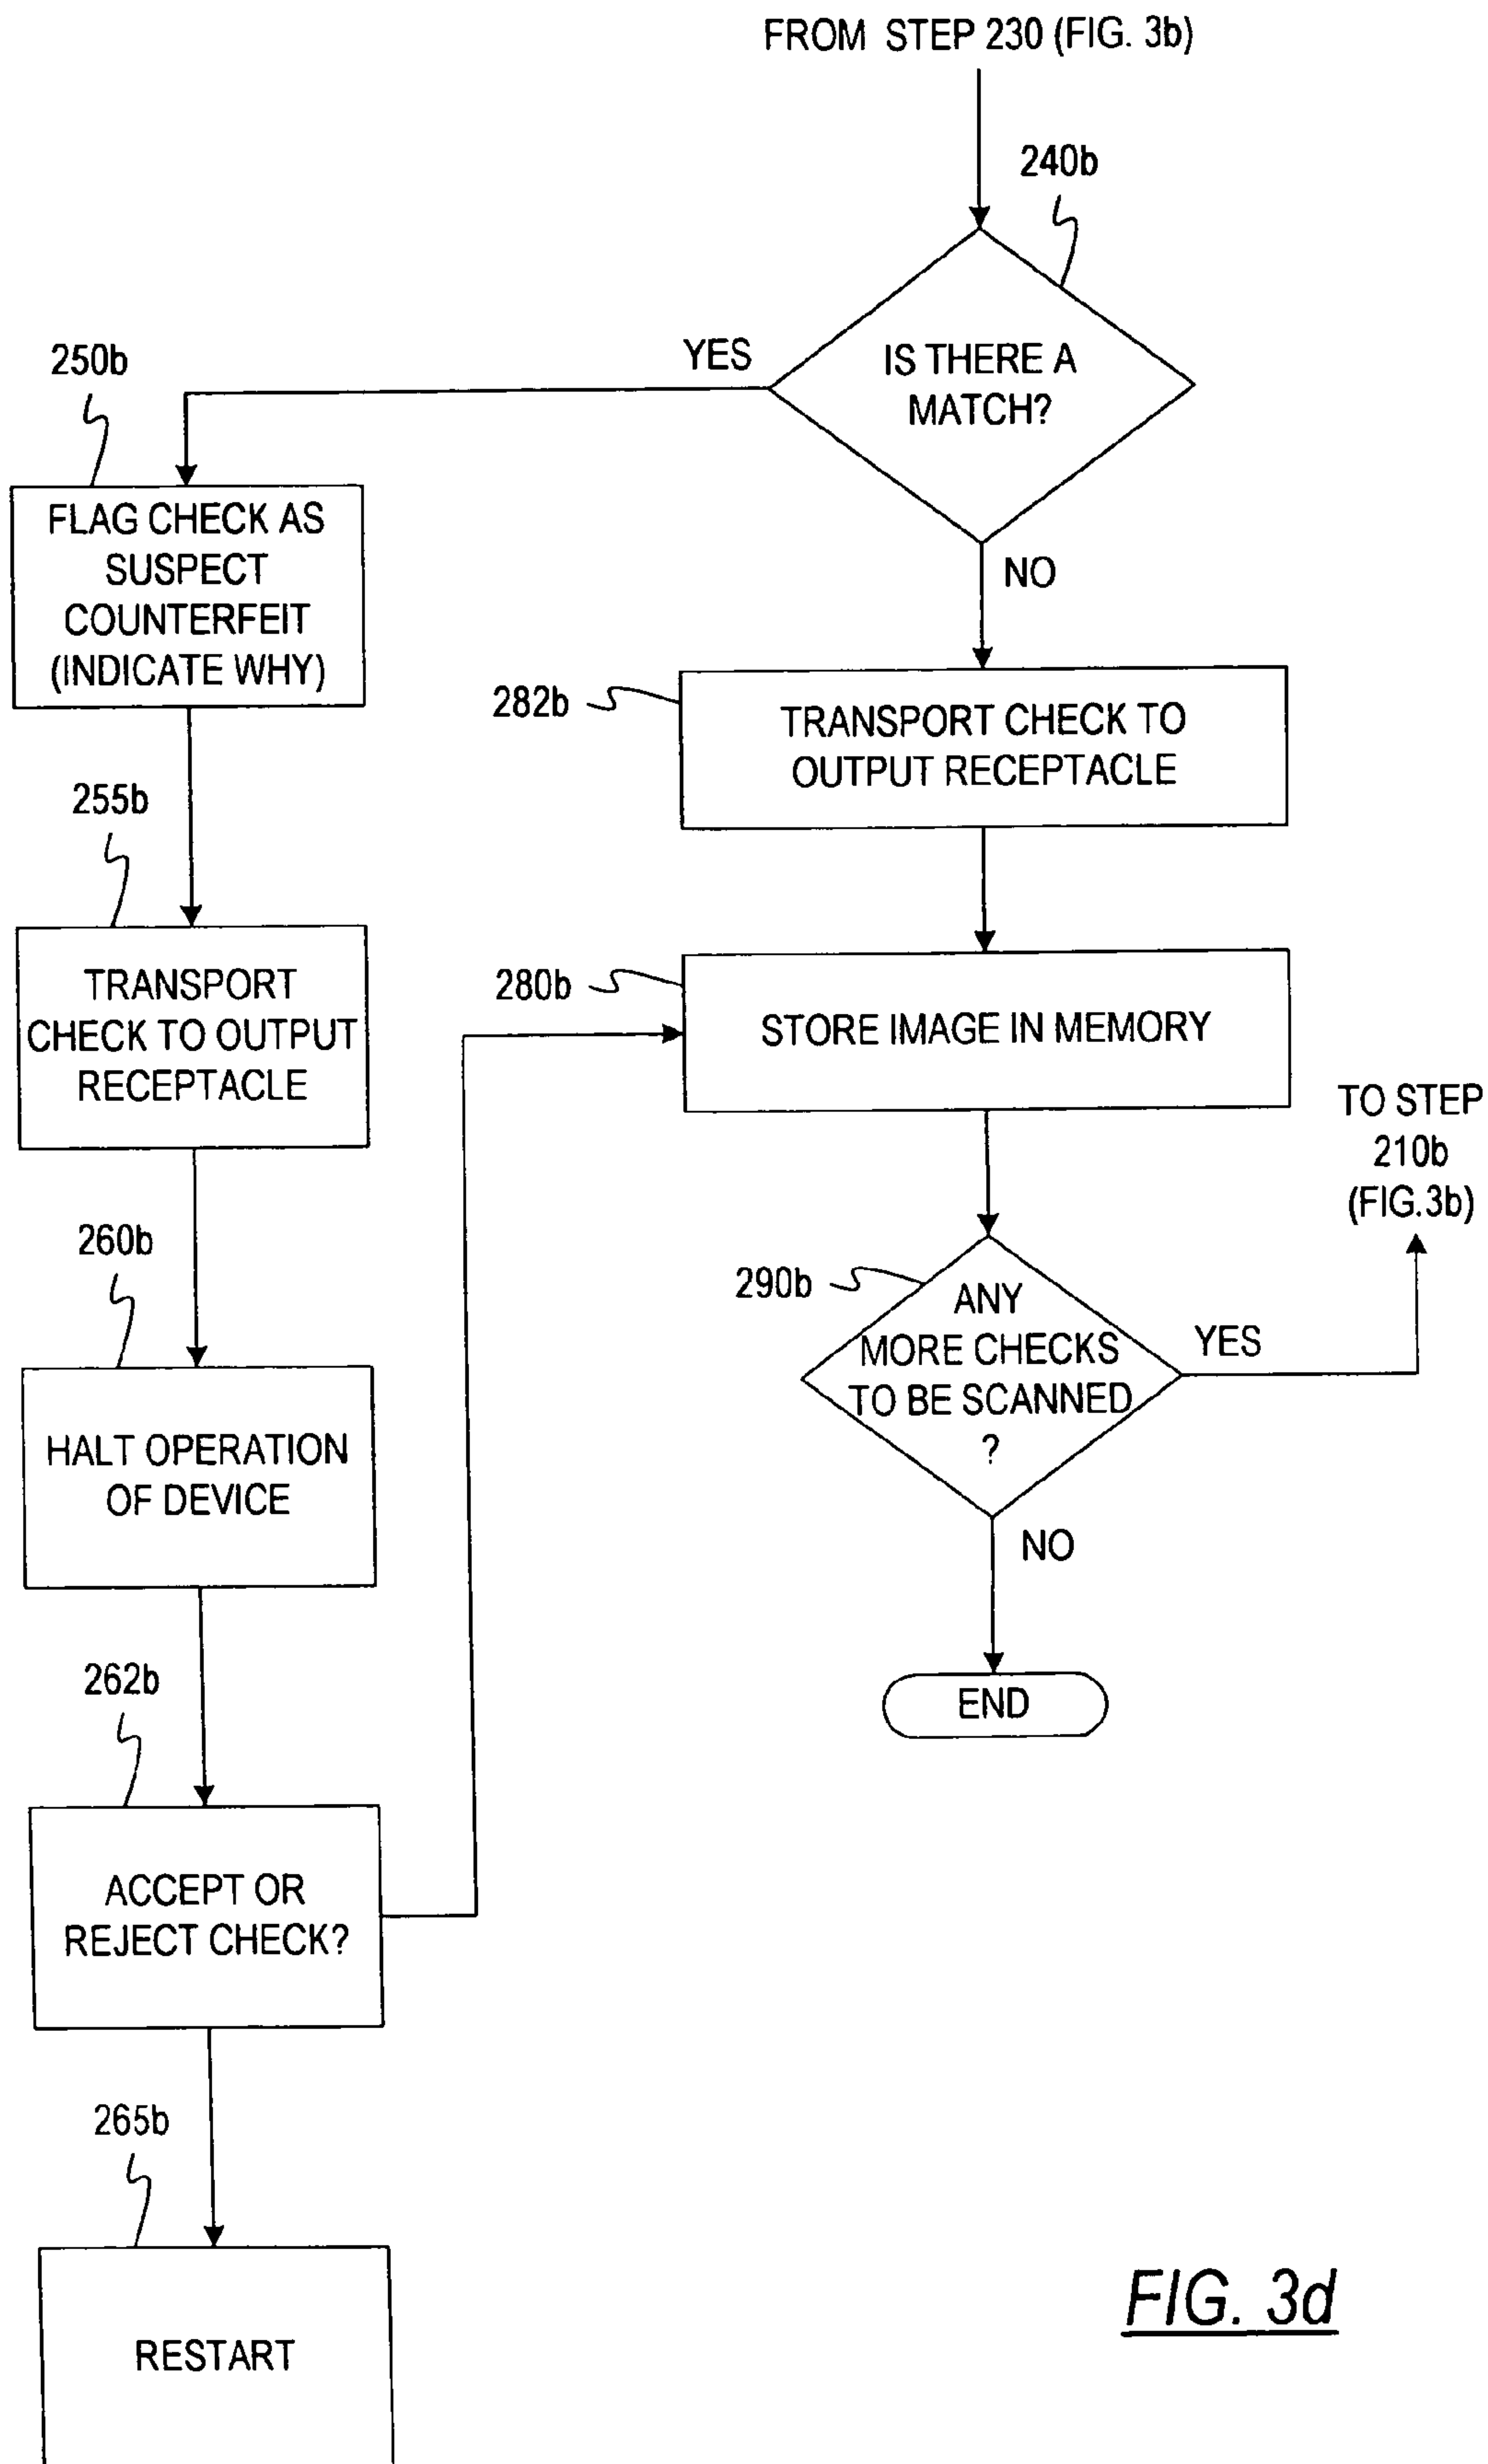 FROM STEP 230 (FIG. 3b)
240b
IS THERE A
MATCH?
YES
NO
250b
FLAG CHECK AS
SUSPECT
COUNTERFEIT
(INDICATE WHY)
282b
TRANSPORT CHECK TO
OUTPUT RECEPTACLE
255b
TRANSPORT
CHECK TO OUTPUT
RECEPTACLE
280b
STORE IMAGE IN MEMORY
TO STEP
210b
(FIG.3b)
260b
HALT OPERATION
OF DEVICE
290b
ANY
MORE CHECKS
TO BE SCANNED
?
YES
NO
END
262b
ACCEPT OR
REJECT CHECK?
265b
RESTART
FIG. 3d